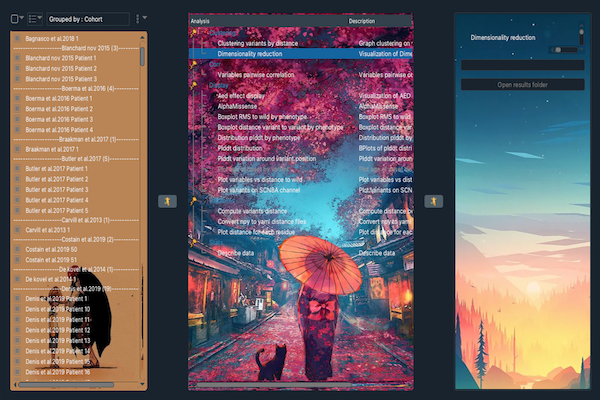 Grouped by : Cohort
Bagnasco et al.2018 1
Blanchard nov 2015 (3)
Blanchard nov 2015 Patient 1
Blanchard nov 2015 Patient 2
Blanchard nov 2015 Patient 3
Boerma et al.2016 (4)
Boerma et al.2016 Patient 1
Boerma et al.2016 Patient 2
Boerma et al.2016 Patient 3
Boerma et al.2016 Patient 4
Braakman et al.2017 (1)
Braakman et al.2017 1
Butler et al.2017 (5)
Butler et al.2017 Patient 1
Butler et al.2017 Patient 2
Butler et al.2017 Patient 3
Butler et al.2017 Patient 4
Butler et al.2017 Patient 5
Carvill et al.2013 (1)
Carvill et al.2013 1
Costain et al.2019 (2)
Costain et al.2019 50
Costain et al.2019 51
De kovel et al.2014 (1)
De kovel et al.2014 1
Denis et al.2019 (19)
Denis et al.2019 Patient 1
Denis et al.2019 Patient 10
Denis et al.2019 Patient 11
Denis et al.2019 Patient 12
Denis et al.2019 Patient 13
Denis et al.2019 Patient 14
Denis et al.2019 Patient 15
Denis et al.2019 Patient 16
Analysis Description
Clustering variants by distance Graph clustering on
Dimensionality reduction Visualization of Dime
Variables pairwise correlation Variables pairwise co
Display
Aed effect display Visualization of AED
AlphaMissense AlphaMissense
Boxplot RMS to wild by phenotype Boxplot RMS to wild
Boxplot distance variant to variant by phenotype Boxplot distance var
Distribution plddt by phenotype Distribution plddt by
Plddt distribution BPlots of plddt distri
Plddt variation around variant position Plddt variation aroun
Plot variables vs distance to wild Plot variables vs dist
Plot variants on SCN8A channel Plot variants on SCN
Compute variants distance Compute distance b
Convert npy to yaml distance files Convert npy to yaml
Plot distance for each residue Plot distance for eac
Describe data Describe data
Dimensionality reduction
Open results folder